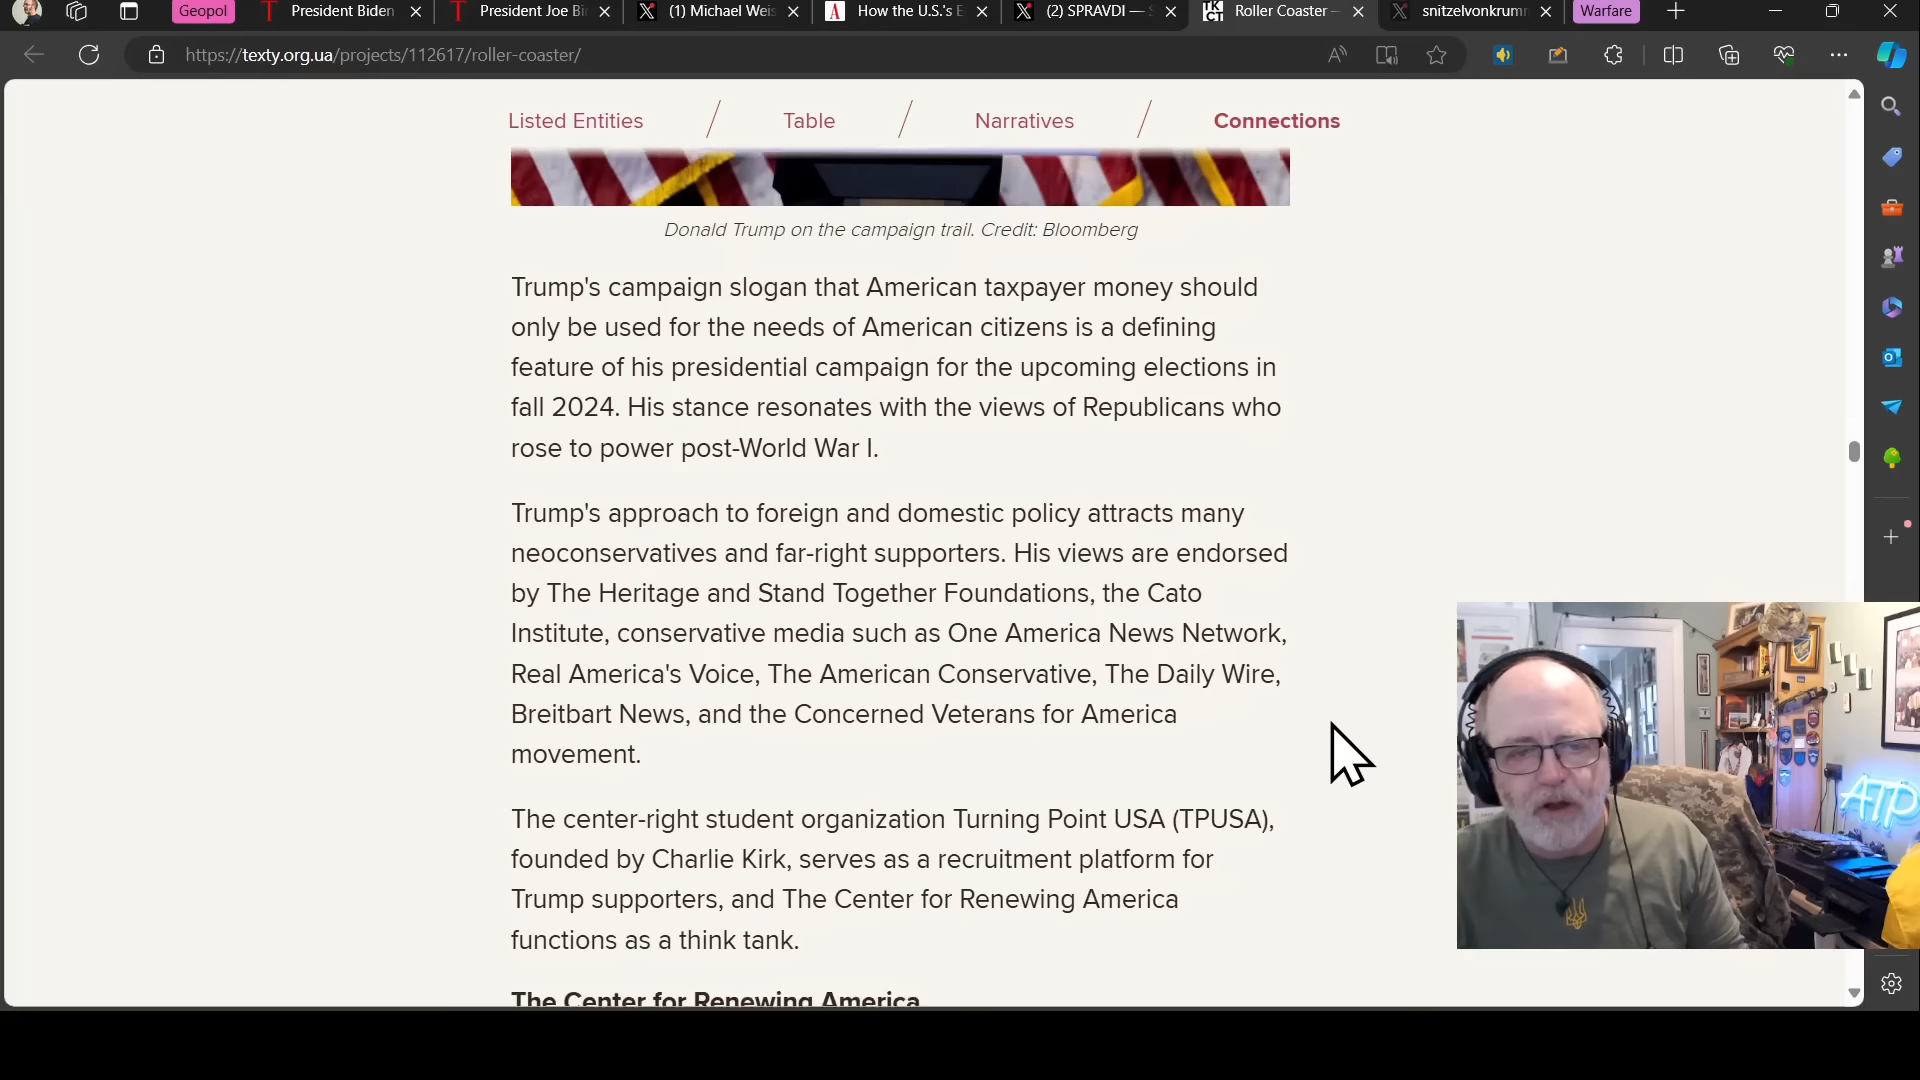 Geopol
President Biden
President Joe Bi
(1) Michael Weis
How the U.S.'s E
(2) SPRAVDI — S
Roller Coaster –
snitzelvonkrumm
Warfare
https://texty.org.ua/projects/112617/roller-coaster/
Listed Entities
Table
Narratives
Connections
Donald Trump on the campaign trail. Credit: Bloomberg
Trump's campaign slogan that American taxpayer money should
only be used for the needs of American citizens is a defining
feature of his presidential campaign for the upcoming elections in
fall 2024. His stance resonates with the views of Republicans who
rose to power post-World War I.
Trump's approach to foreign and domestic policy attracts many
neoconservatives and far-right supporters. His views are endorsed
by The Heritage and Stand Together Foundations, the Cato
Institute, conservative media such as One America News Network,
Real America's Voice, The American Conservative, The Daily Wire,
Breitbart News, and the Concerned Veterans for America
movement.
The center-right student organization Turning Point USA (TPUSA),
founded by Charlie Kirk, serves as a recruitment platform for
Trump supporters, and The Center for Renewing America
functions as a think tank.
The Center for Renewing America
ATP